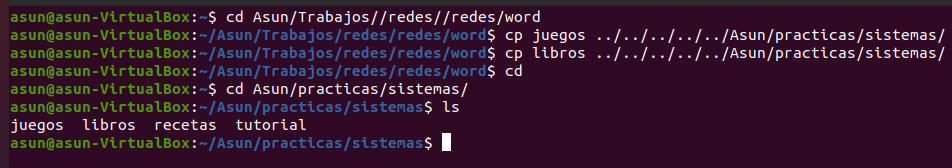 asun@asun-VirtualBox:~$ cd Asun/Trabajos//redes//redes/word
asun@asun-VirtualBox:~/Asun/Trabajos/redes/redes/word$ cp juegos ../../../../../Asun/practicas/sistemas/
asun@asun-VirtualBox:~/Asun/Trabajos/redes/redes/word$ cp libros ../../../../../Asun/practicas/sistemas/
asun@asun-VirtualBox:~/Asun/Trabajos/redes/redes/word$ cd
asun@asun-VirtualBox:~$ cd Asun/practicas/sistemas/
asun@asun-VirtualBox:~/Asun/practicas/sistemas$ ls
juegos  libros  recetas  tutorial
asun@asun-VirtualBox:~/Asun/practicas/sistemas$